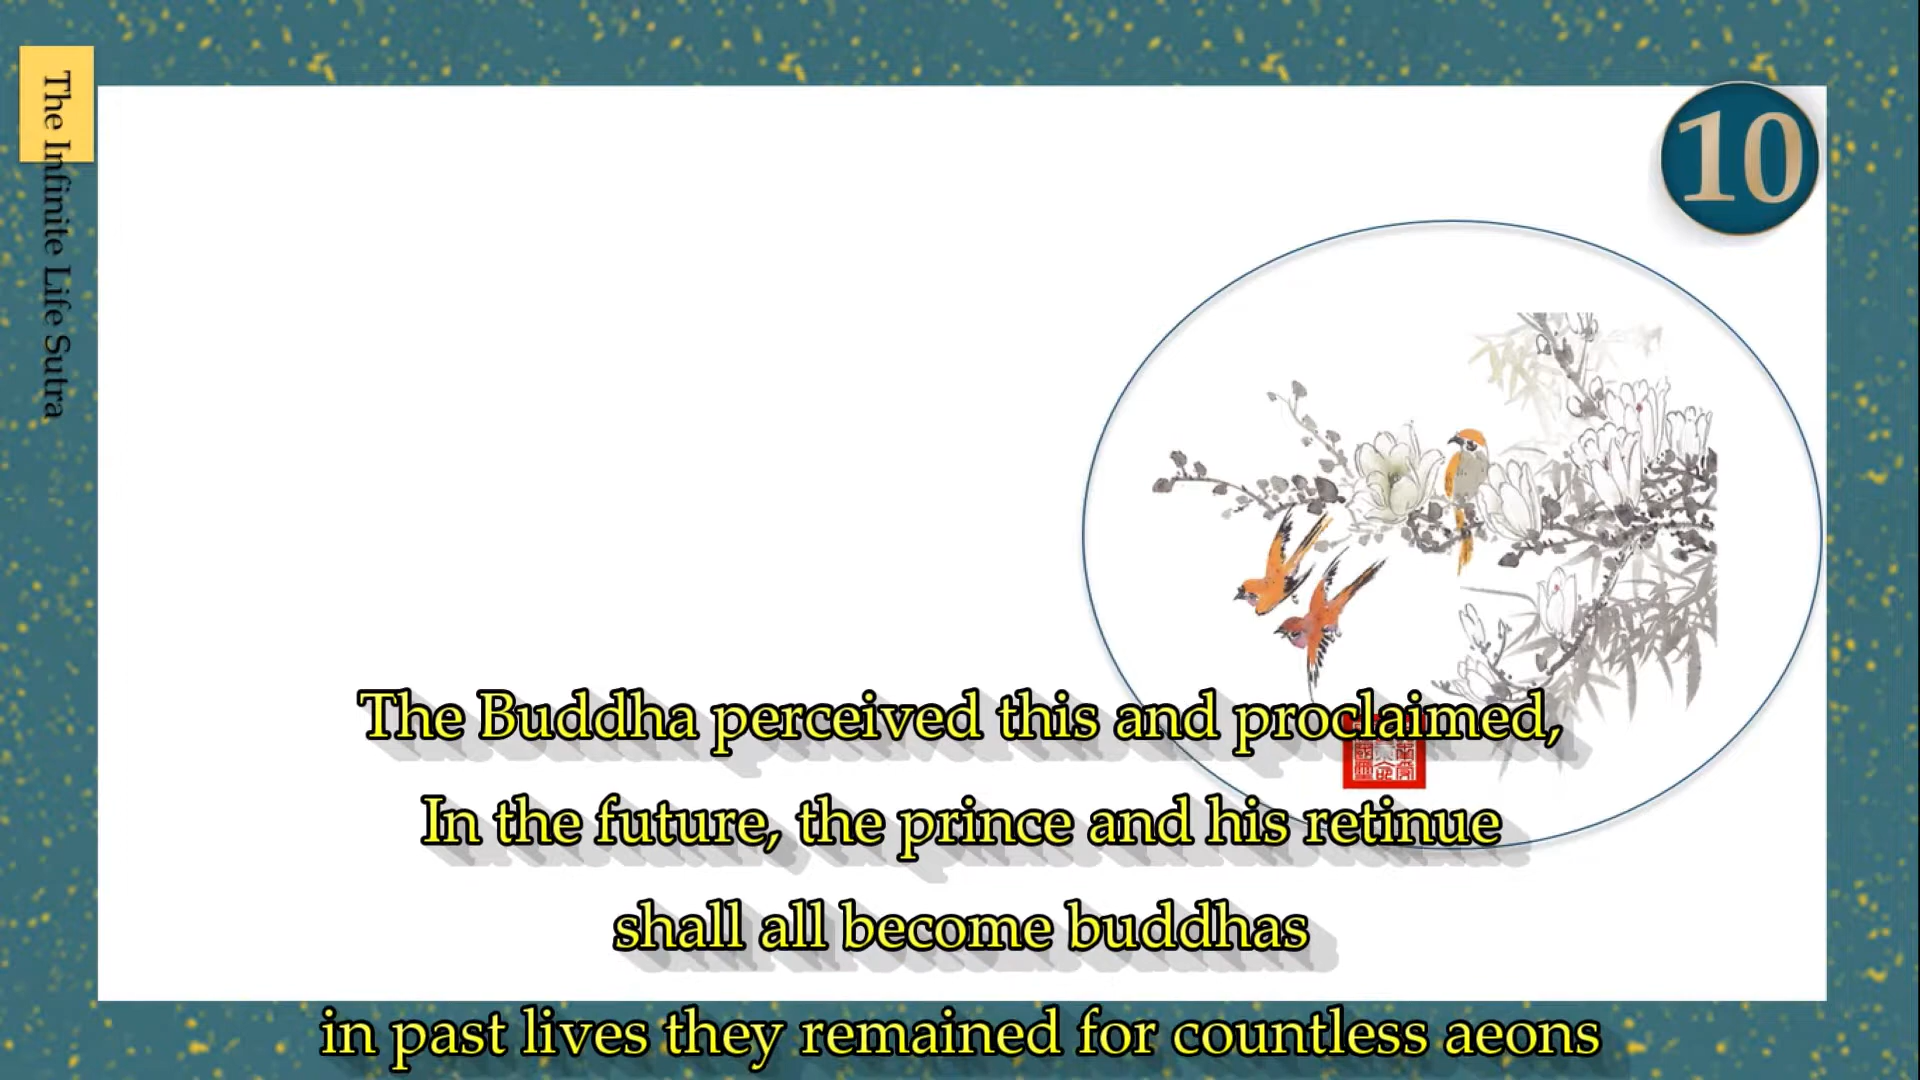 The Infinite Life Sutra
10
The Buddha perceived this and proclaimed,
In the future, the prince and his retinue
shall all become buddhas
in past lives they remained for countless aeons